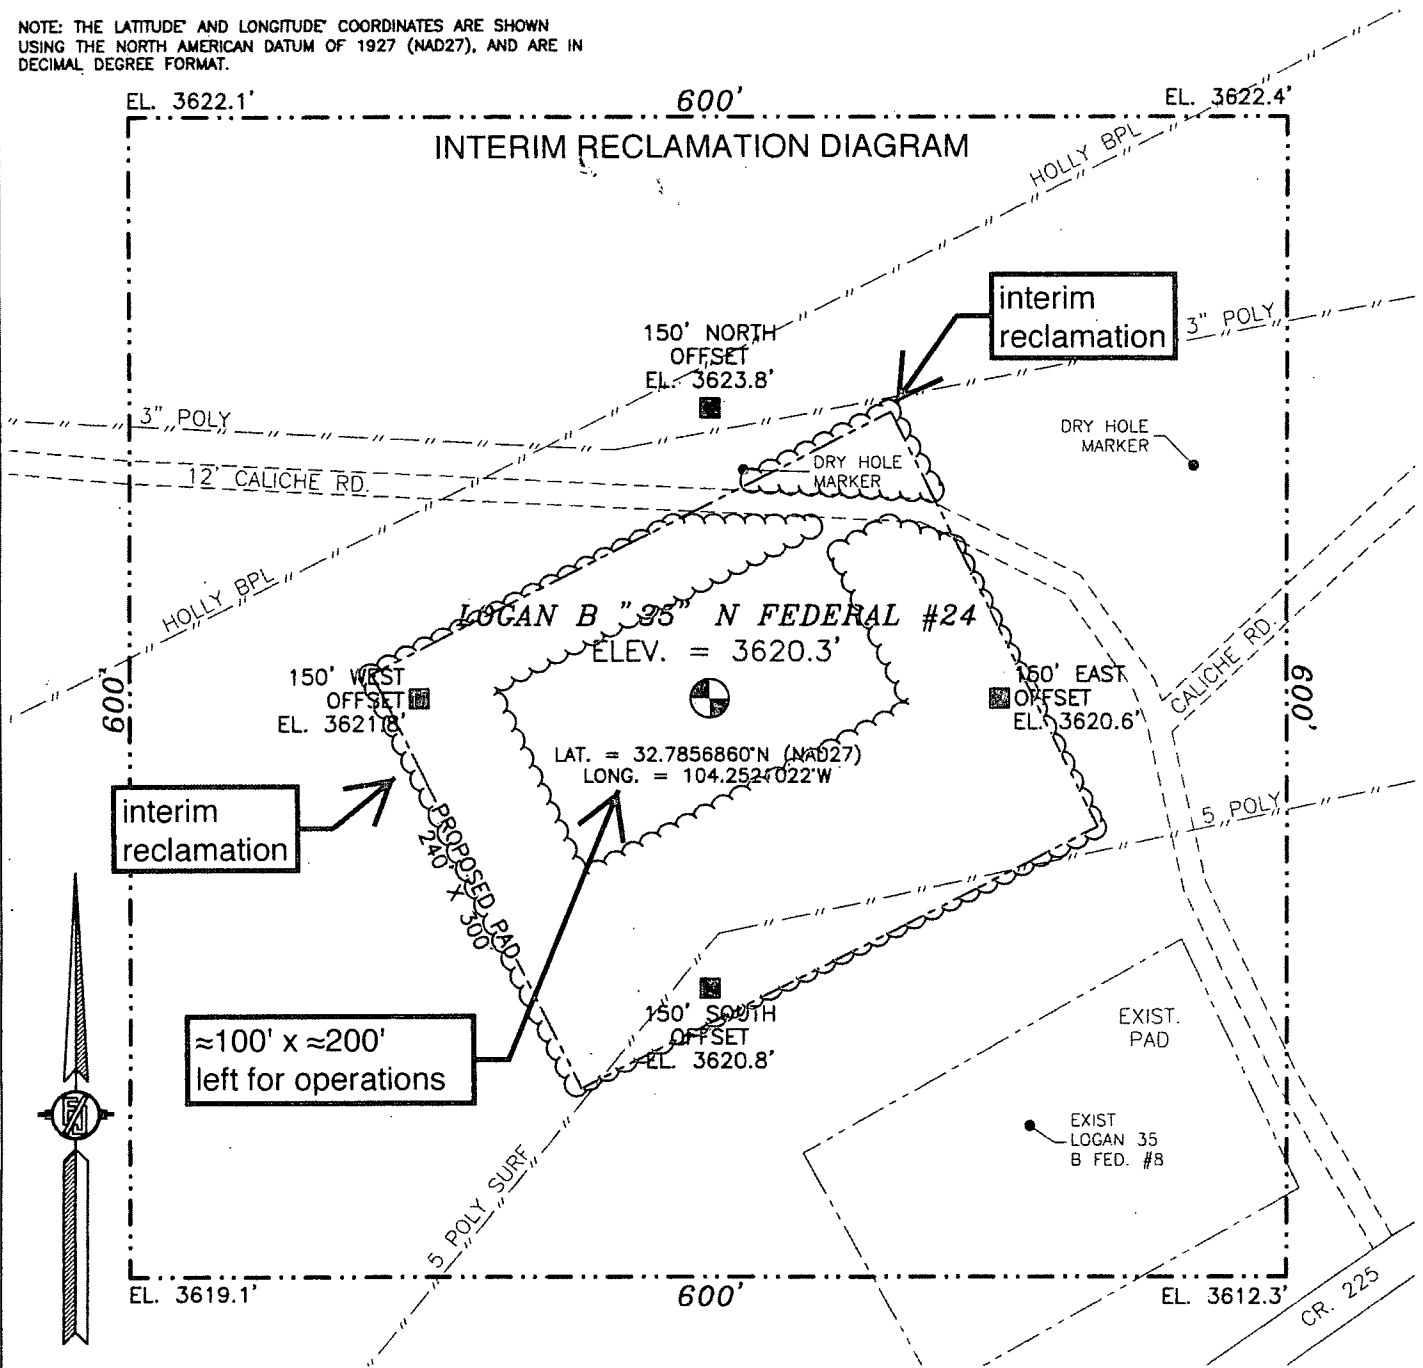 NOTE: THE LATITUDE AND LONGITUDE COORDINATES ARE SHOWN
USING THE NORTH AMERICAN DATUM OF 1927 (NAD27), AND ARE IN
DECIMAL DEGREE FORMAT.
EL. 3622.1'
600'
EL. 3622.4'
INTERIM RECLAMATION DIAGRAM
HOLLY BPL
interim
reclamation
3" POLY
150' NORTH
OFFSET
EL. 3623.8'
3" POLY
DRY HOLE
MARKER
12' CALICHE RD.
DRY HOLE
MARKER
HOLLY BPL
LOGAN B "35" N FEDERAL #24
ELEV. = 3620.3'
CALICHE RD.
600'
150' WEST
OFFSET
EL. 3621.8'
150' EAST
OFFSET
EL. 3620.6'
600'
LAT. = 32.7856860°N (NAD27)
LONG. = 104.2521022°W
interim
reclamation
PROPOSED PAD
240' X 300'
5 POLY
≈100' x ≈200'
left for operations
150' SOUTH
OFFSET
EL. 3620.8'
EXIST.
PAD
EXIST
LOGAN 35
B FED. #8
5 POLY SURF
EL. 3619.1'
600'
EL. 3612.3'
CR. 225